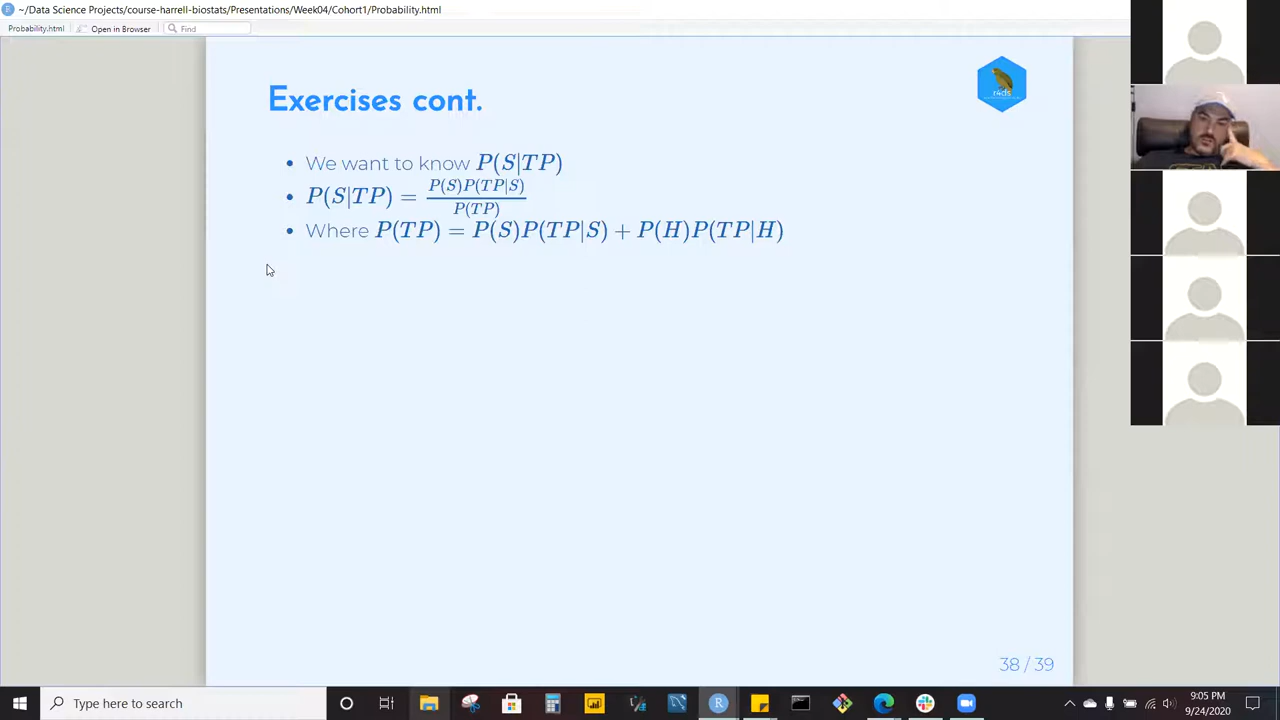 ~/Data Science Projects/course-harrell-biostats/Presentations/Week04/Cohort1/Probability.html
Probability.html Open in Browser Find
Exercises cont.
r4ds
• We want to know P(S|TP)
• P(S|TP) = P(S)P(TP|S) / P(TP)
• Where P(TP) = P(S)P(TP|S) + P(H)P(TP|H)
38 / 39
Type here to search
9:05 PM
9/24/2020